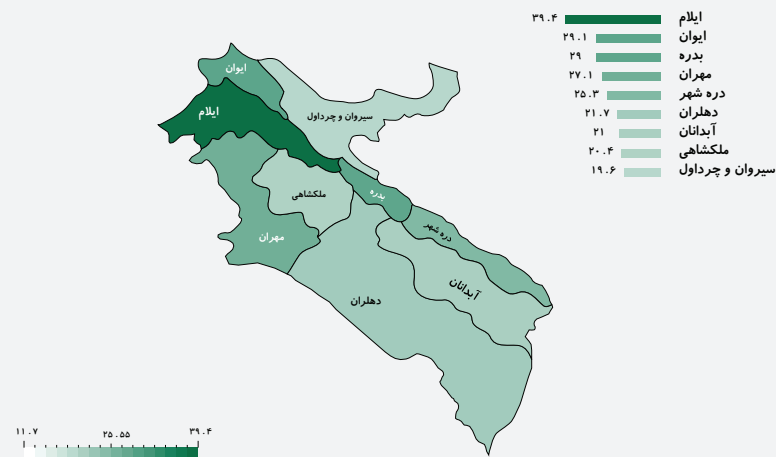 ایلام ۳۹.۴
ایوان ۲۹.۱
بدره ۲۹
مهران ۲۷.۱
دره شهر ۲۵.۳
دهلران ۲۱.۷
آبدانان ۲۱
ملکشاهی ۲۰.۴
سیروان و چرداول ۱۹.۶
ایوان
ایلام
سیروان و چرداول
ملکشاهی
بدره
مهران
دره شهر
آبدانان
دهلران
۱۱.۷ ۲۵.۵۵ ۳۹.۴